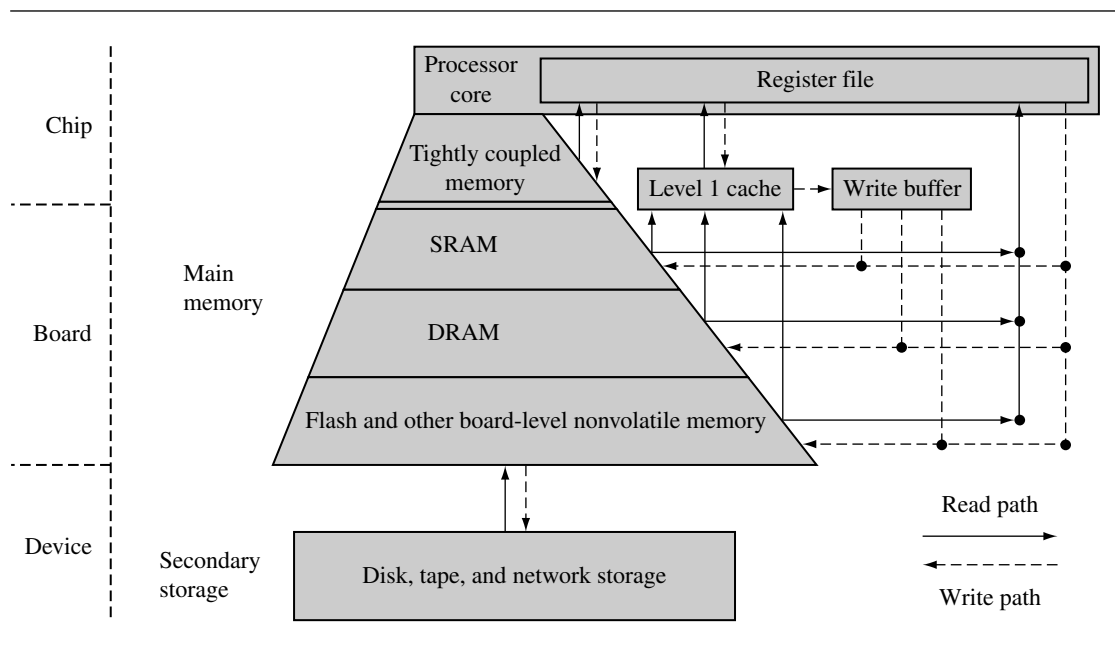 Processor
core
Register file
Chip
Tightly coupled
memory
Level 1 cache
Write buffer
SRAM
Main
memory
Board
DRAM
Flash and other board-level nonvolatile memory
Read path
Device
Secondary
storage
Disk, tape, and network storage
Write path